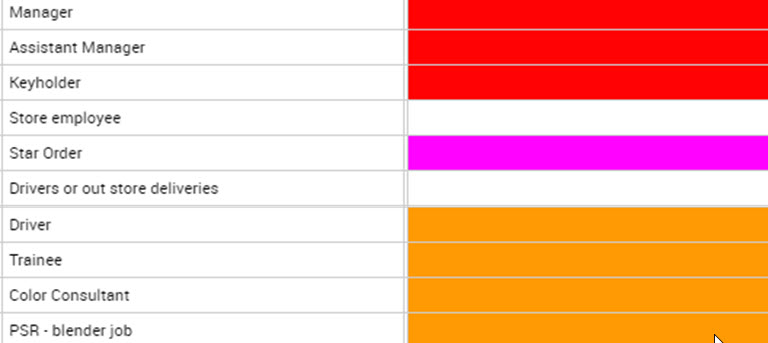 Manager
Assistant Manager
Keyholder
Store employee
Star Order
Drivers or out store deliveries
Driver
Trainee
Color Consultant
PSR - blender job